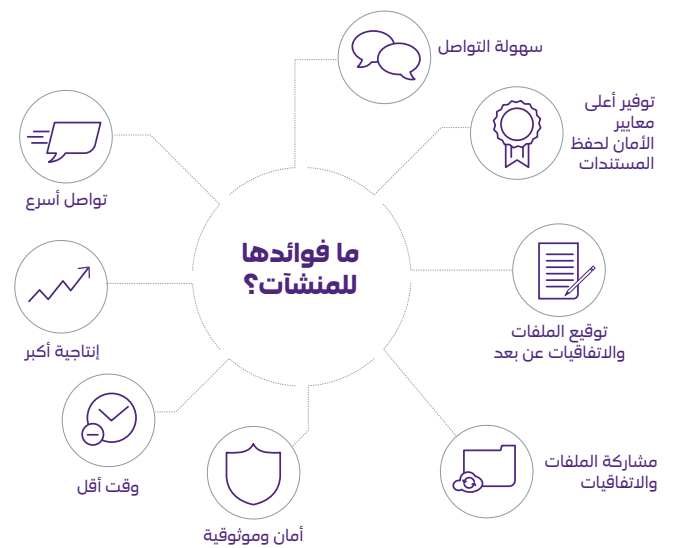 سهولة التواصل
توفير أعلى
معايير
الأمان لحفظ
المستندات
تواصل أسرع
ما فوائدها
للمنشآت؟
توقيع الملفات
والاتفاقيات عن بعد
إنتاجية أكبر
مشاركة الملفات
والاتفاقيات
وقت أقل
أمان وموثوقية